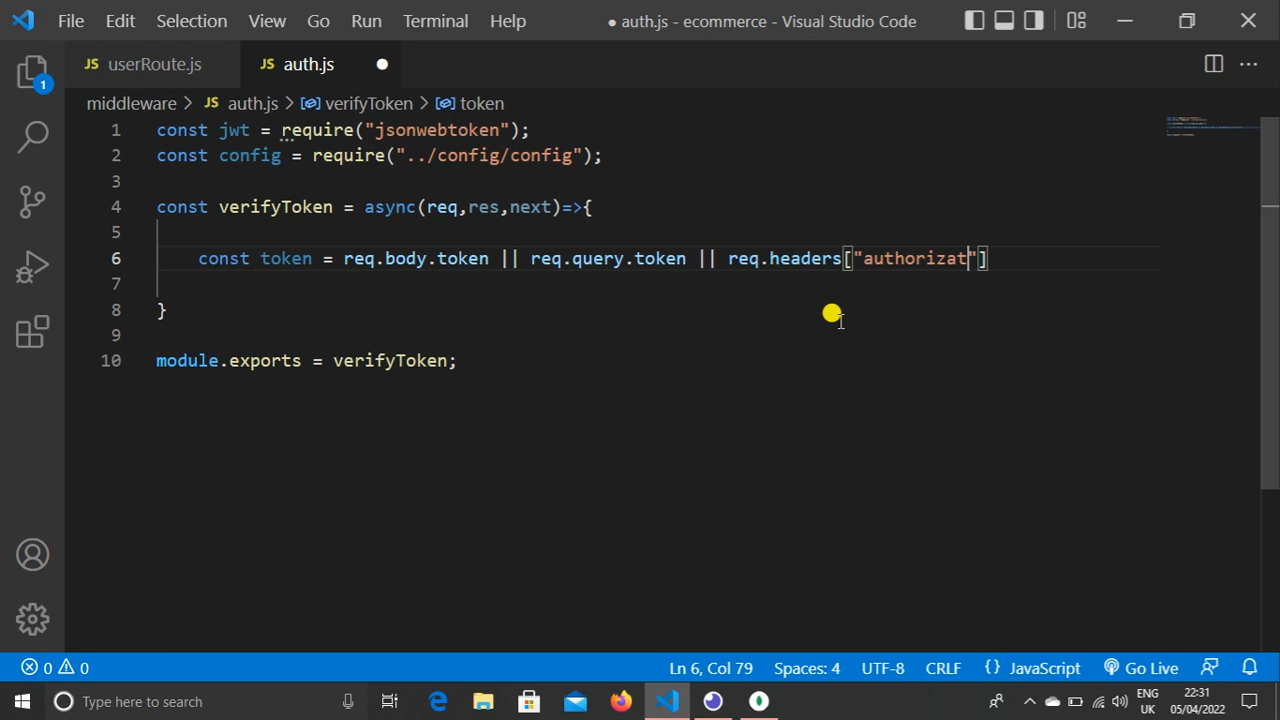 File Edit Selection View Go Run Terminal Help ● auth.js - ecommerce - Visual Studio Code
JS userRoute.js JS auth.js ●
1
middleware > JS auth.js > verifyToken > token
1 const jwt = require("jsonwebtoken");
2 const config = require("../config/config");
3
4 const verifyToken = async(req,res,next)=>{
5
6 const token = req.body.token || req.query.token || req.headers["authorizat"]
7
8 }
9
10 module.exports = verifyToken;
0 0 Ln 6, Col 79 Spaces: 4 UTF-8 CRLF {} JavaScript Go Live
Type here to search ENG 22:31
UK 05/04/2022